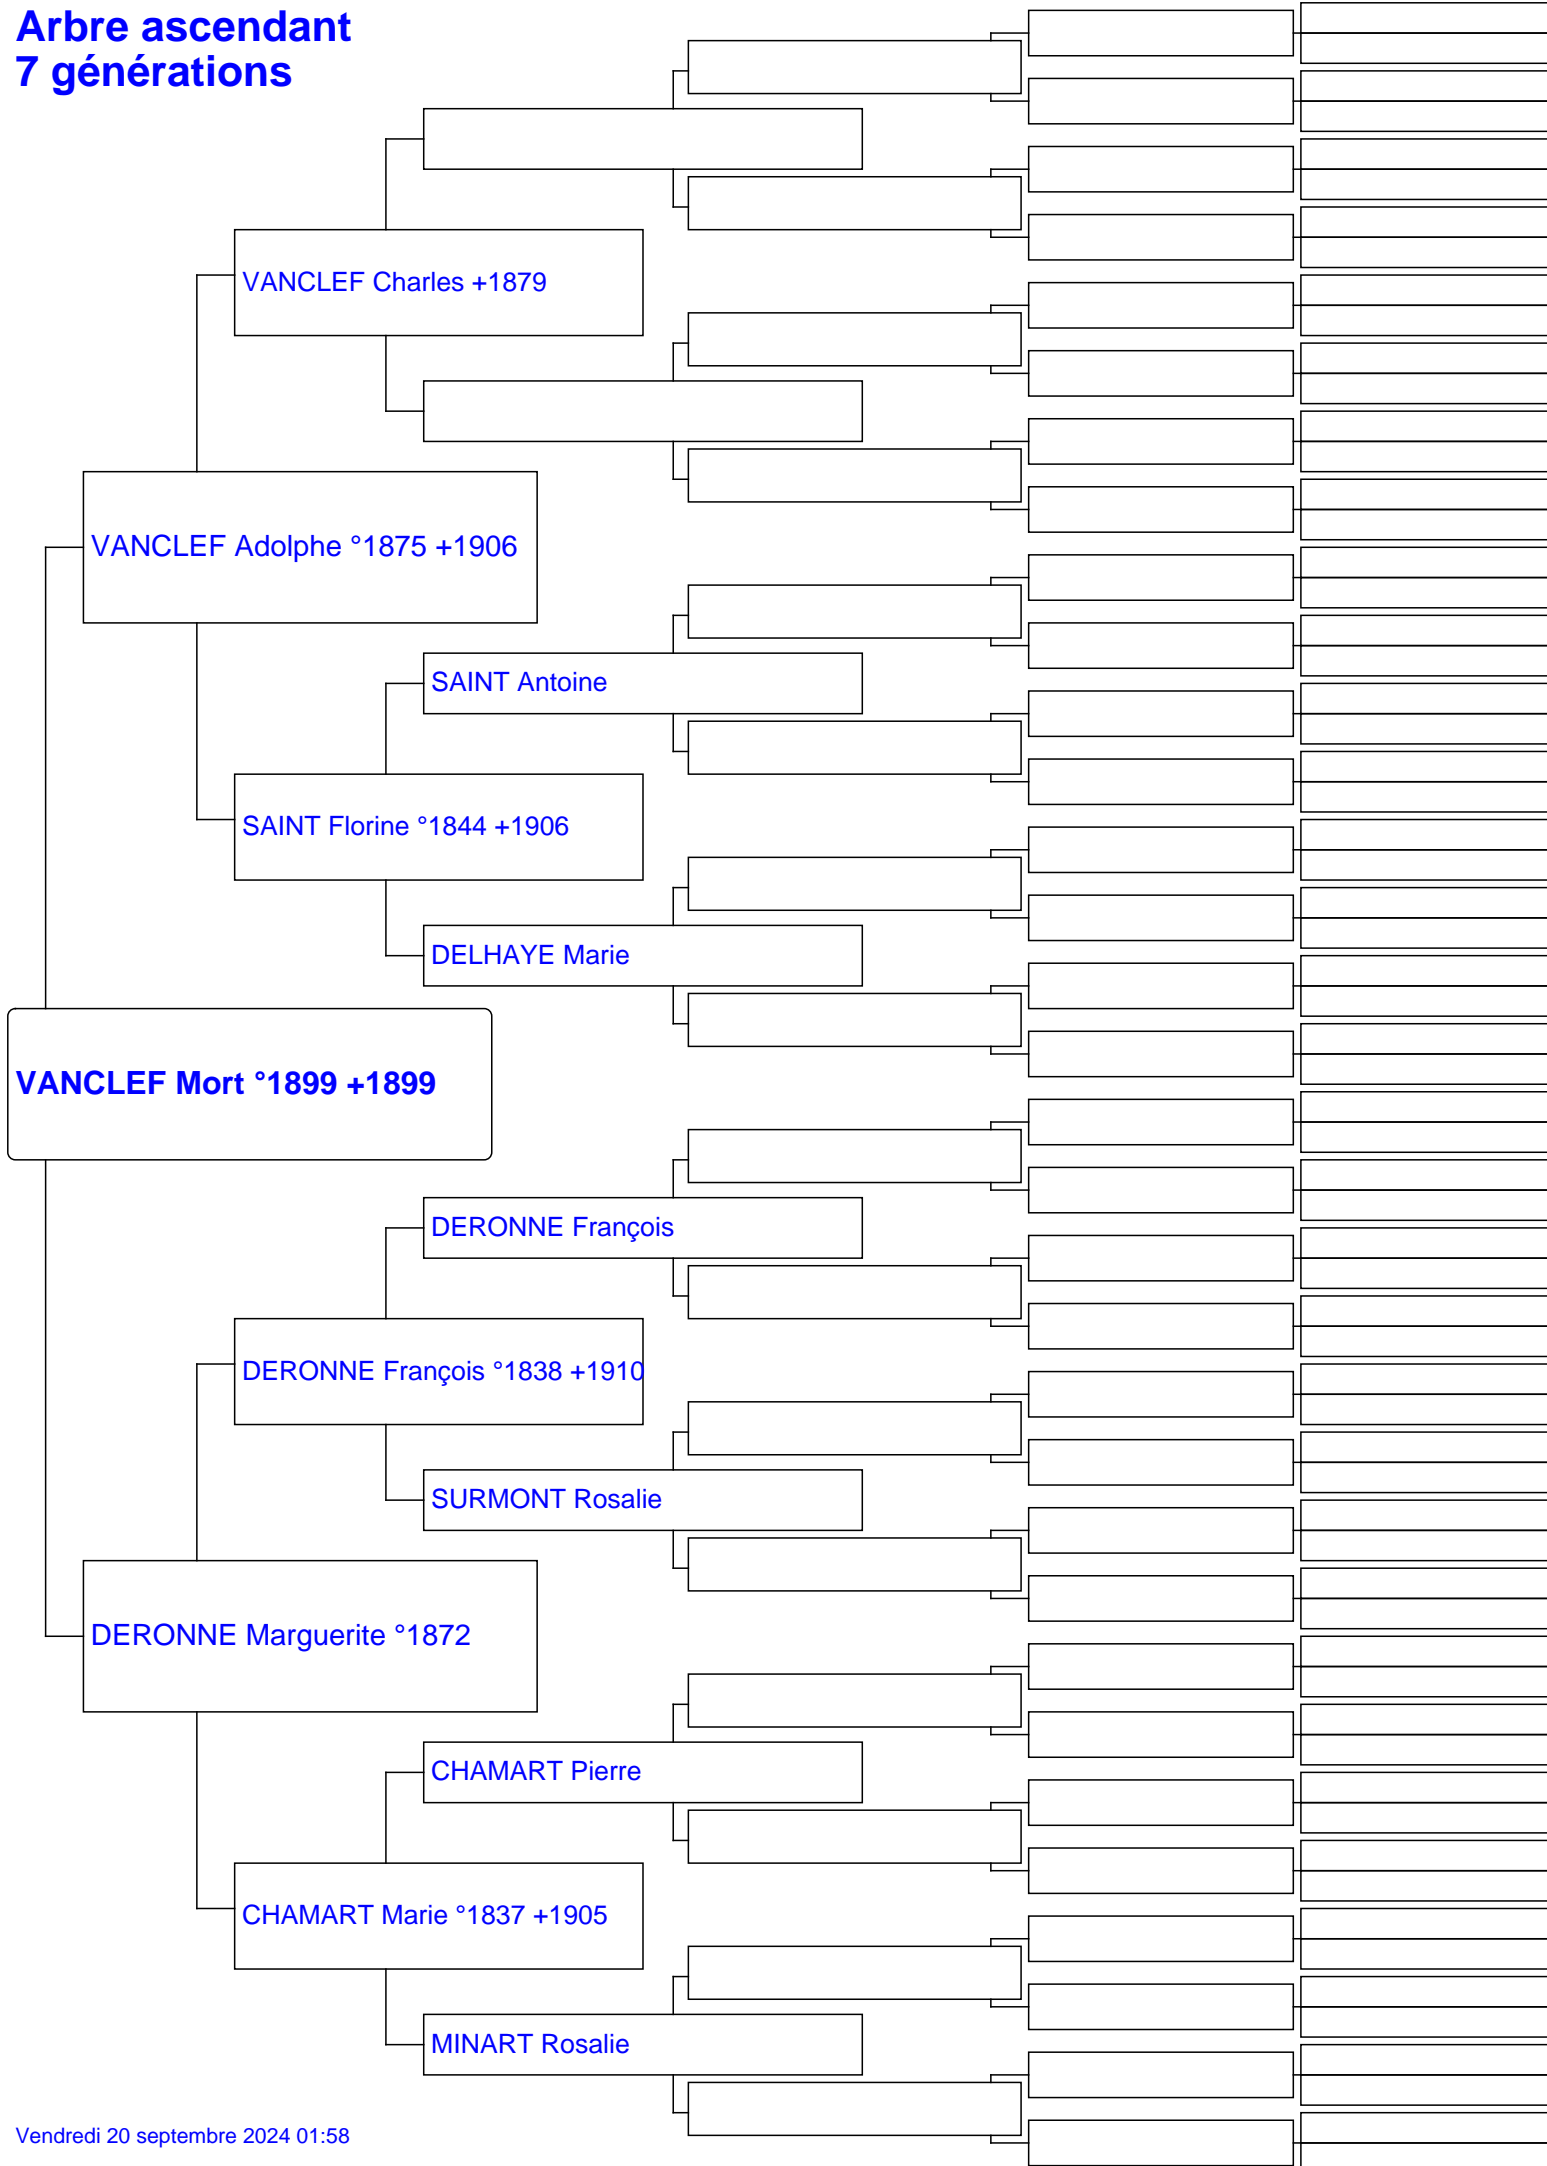 Arbre ascendant
7 générations
VANCLEF Charles +1879
VANCLEF Adolphe °1875 +1906
SAINT Antoine
SAINT Florine °1844 +1906
DELHAYE Marie
VANCLEF Mort °1899 +1899
DERONNE François
DERONNE François °1838 +1910
SURMONT Rosalie
DERONNE Marguerite °1872
CHAMART Pierre
CHAMART Marie °1837 +1905
MINART Rosalie
Vendredi 20 septembre 2024 01:58